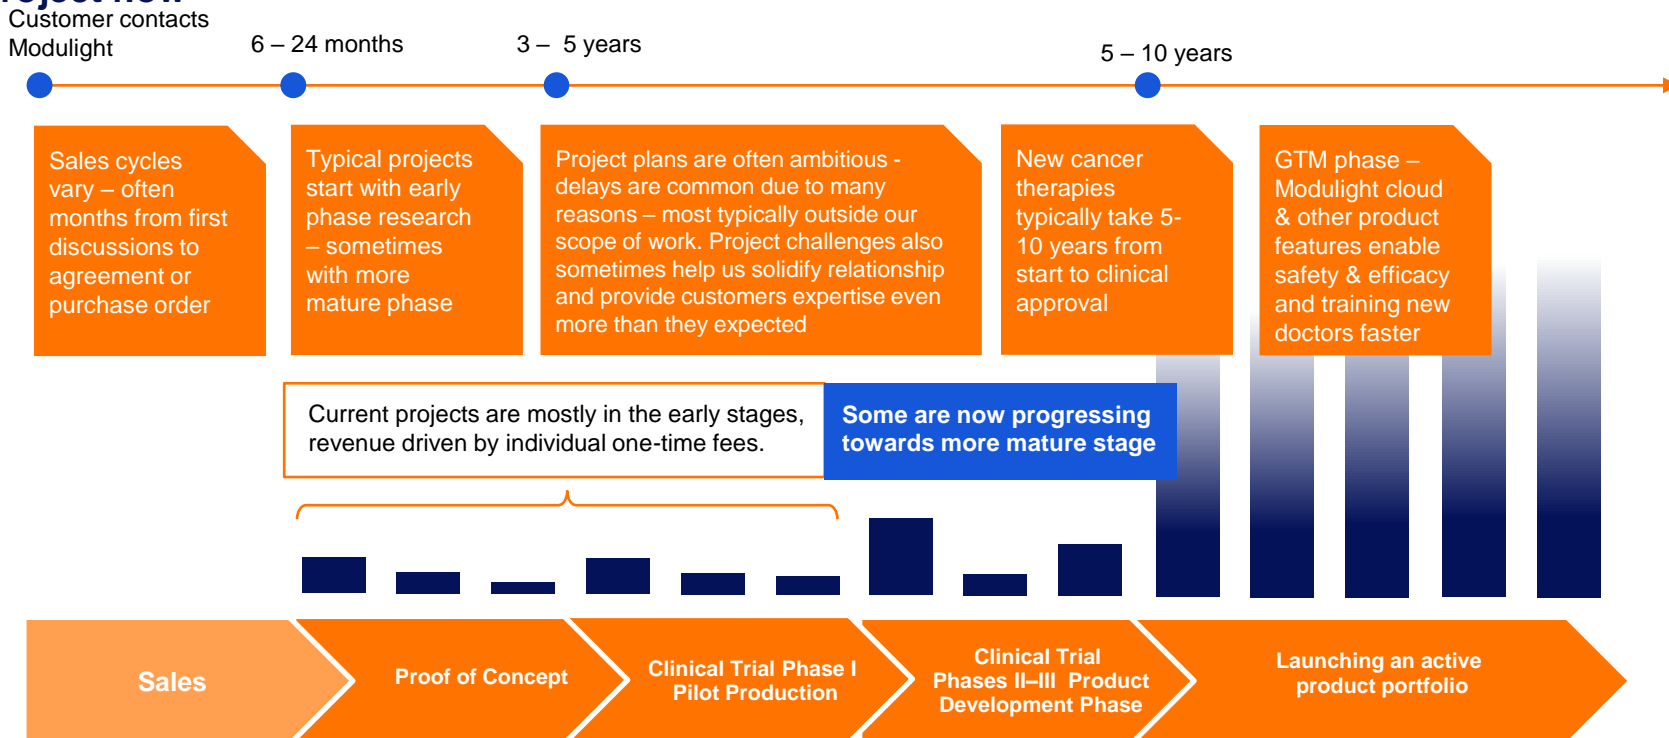 Customer contacts
Modulight
6 – 24 months
3 –  5 years
5 – 10 years
Sales cycles
vary – often
months from first
discussions to
agreement or
purchase order
Typical projects
start with early
phase research
– sometimes
with more
mature phase
Project plans are often ambitious -
delays are common due to many
reasons – most typically outside our
scope of work. Project challenges also
sometimes help us solidify relationship
and provide customers expertise even
more than they expected
New cancer
therapies
typically take 5-
10 years from
start to clinical
approval
GTM phase –
Modulight cloud
& other product
features enable
safety & efficacy
and training new
doctors faster
Current projects are mostly in the early stages,
revenue driven by individual one-time fees.
Some are now progressing
towards more mature stage
Sales
Proof of Concept
Clinical Trial Phase I
Pilot Production
Clinical Trial
Phases II–III  Product
Development Phase
Launching an active
product portfolio